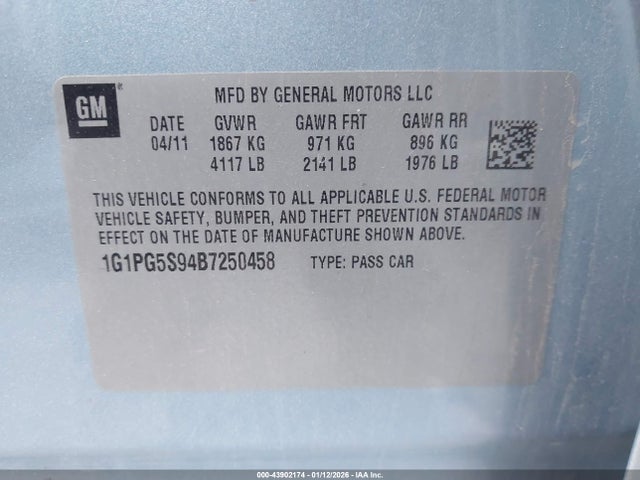 GM
MFD BY GENERAL MOTORS LLC
DATE GVWR GAWR FRT GAWR RR
04/11 1867 KG 971 KG 896 KG
4117 LB 2141 LB 1976 LB
THIS VEHICLE CONFORMS TO ALL APPLICABLE U.S. FEDERAL MOTOR
VEHICLE SAFETY, BUMPER, AND THEFT PREVENTION STANDARDS IN
EFFECT ON THE DATE OF MANUFACTURE SHOWN ABOVE.
1G1PG5S94B7250458 TYPE: PASS CAR
000-43902174 - 01/12/2026 - IAA Inc.